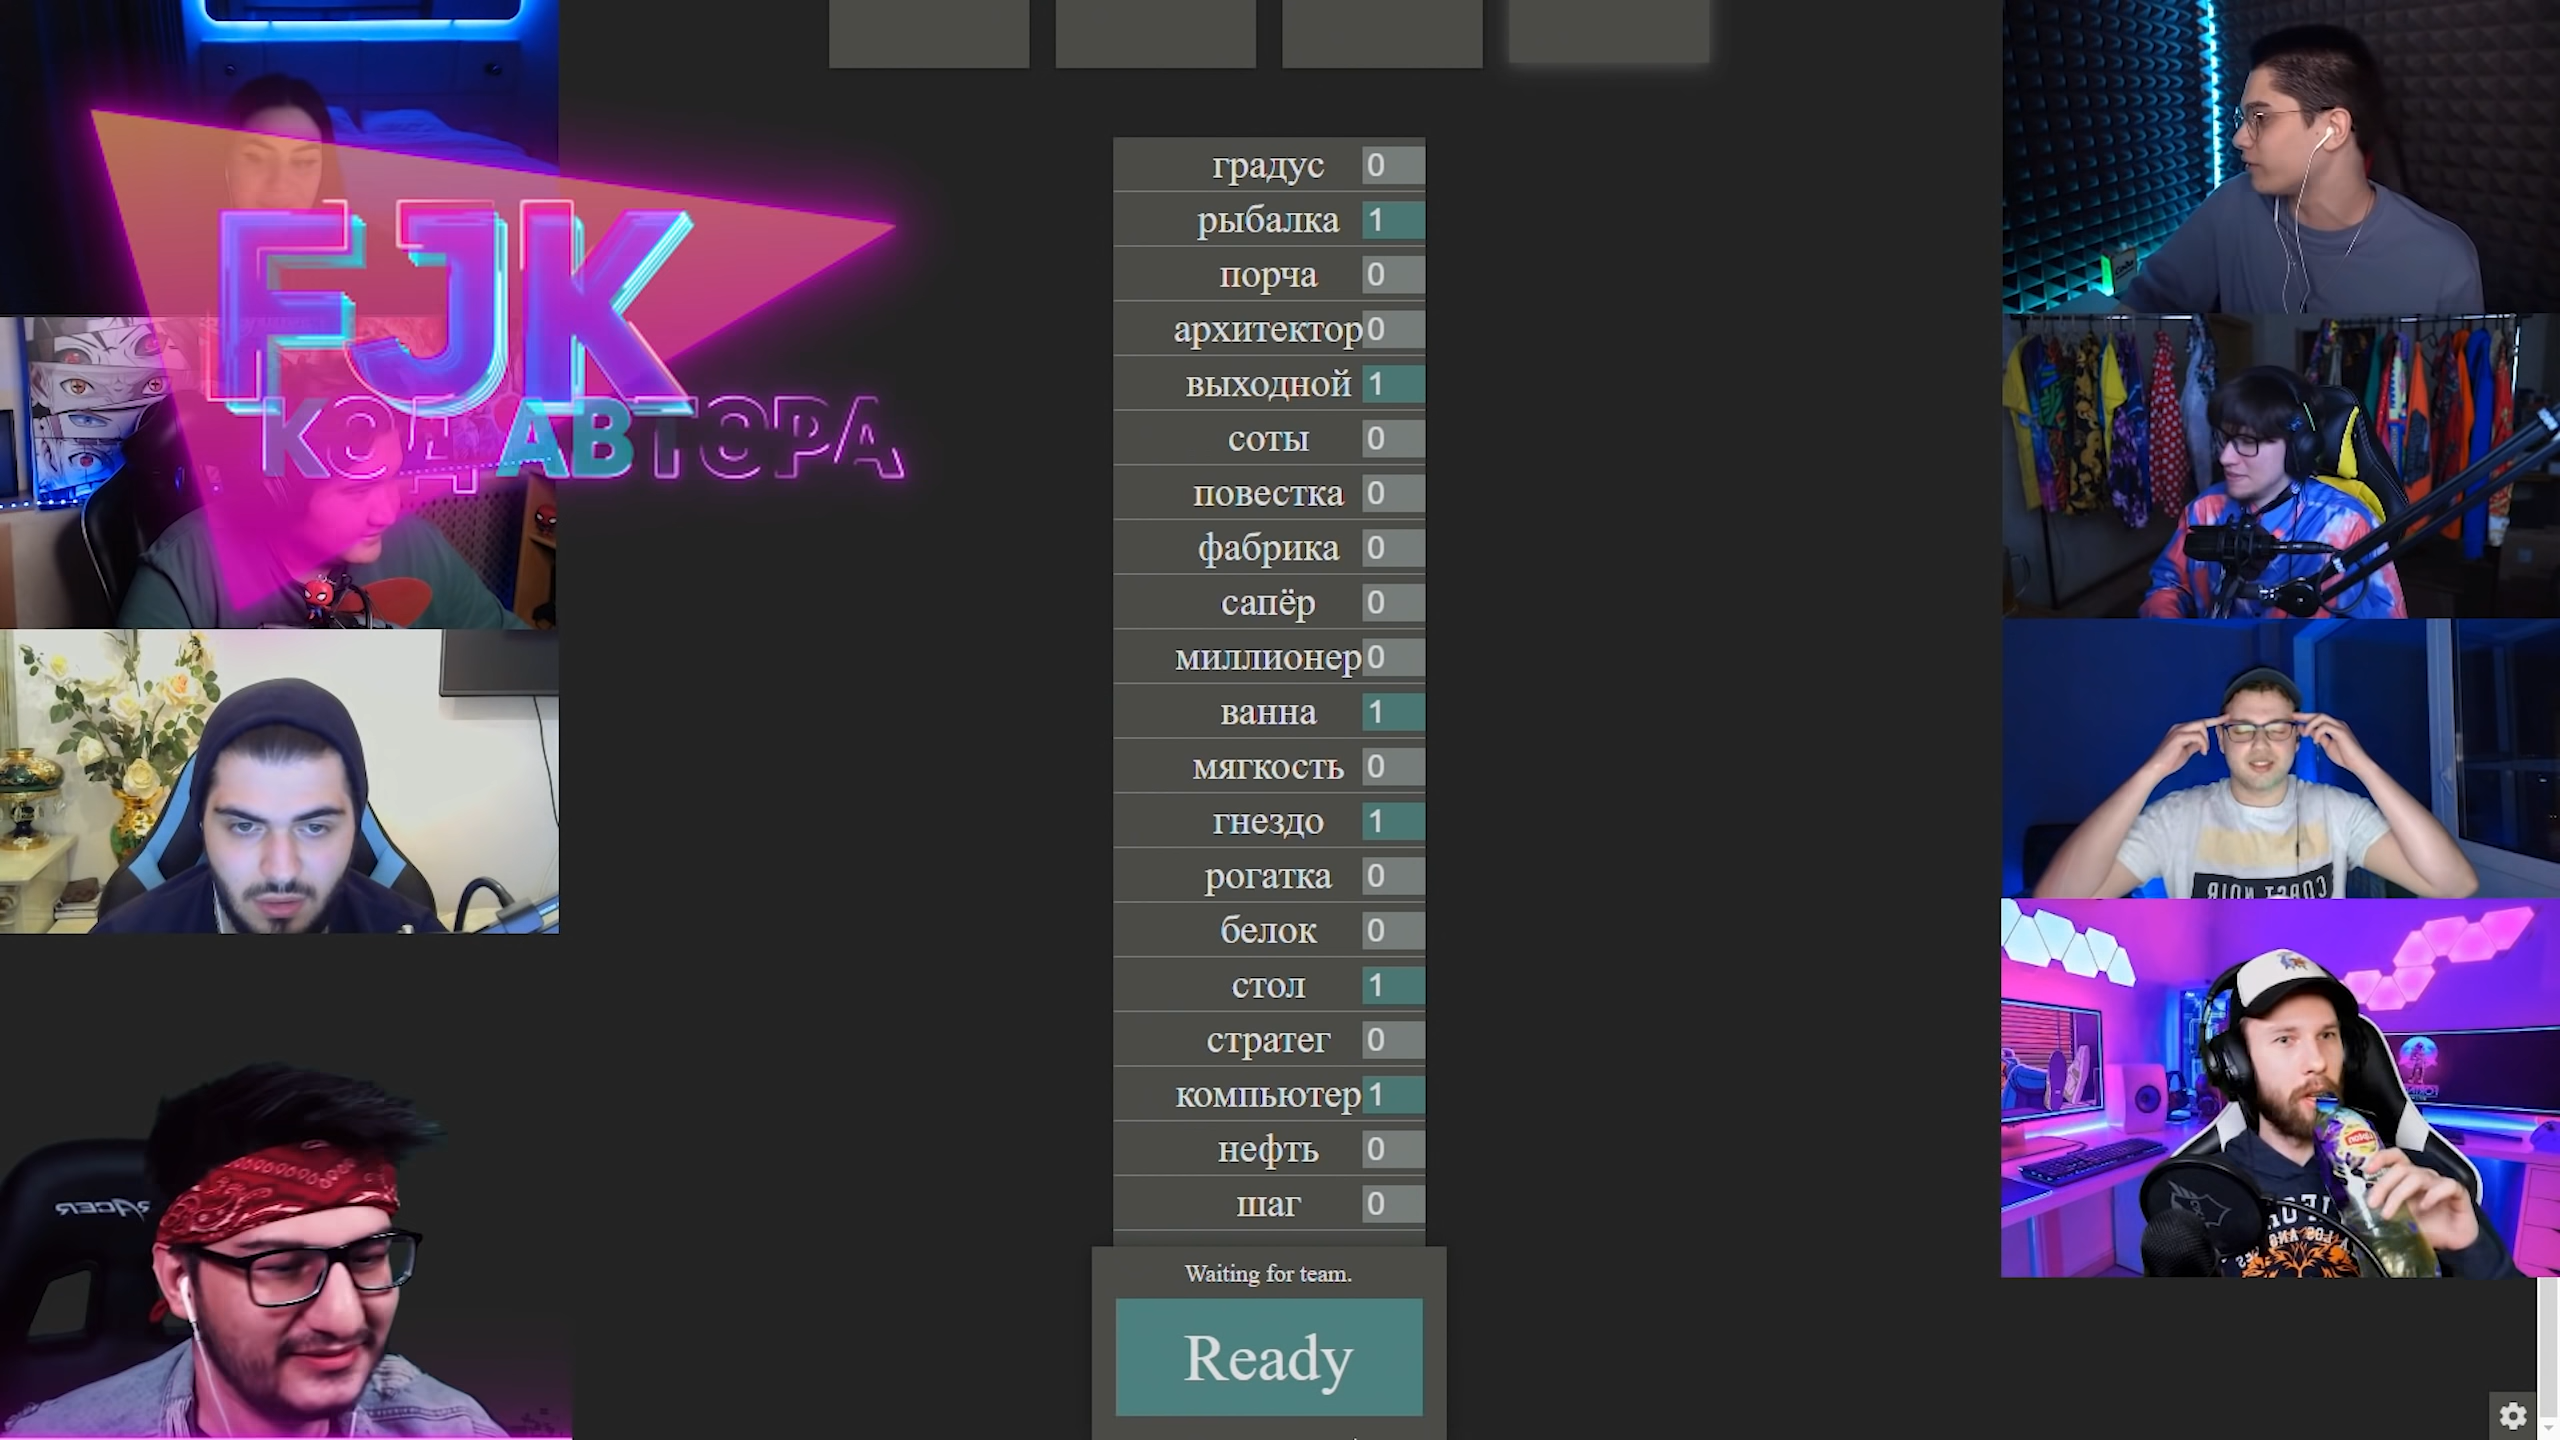 FJK
КОД АВТОРА
градус 0
рыбалка 1
порча 0
архитектор 0
выходной 1
соты 0
повестка 0
фабрика 0
сапёр 0
миллионер 0
ванна 1
мягкость 0
гнездо 1
рогатка 0
белок 0
стол 1
стратег 0
компьютер 1
нефть 0
шаг 0
Waiting for team.
Ready